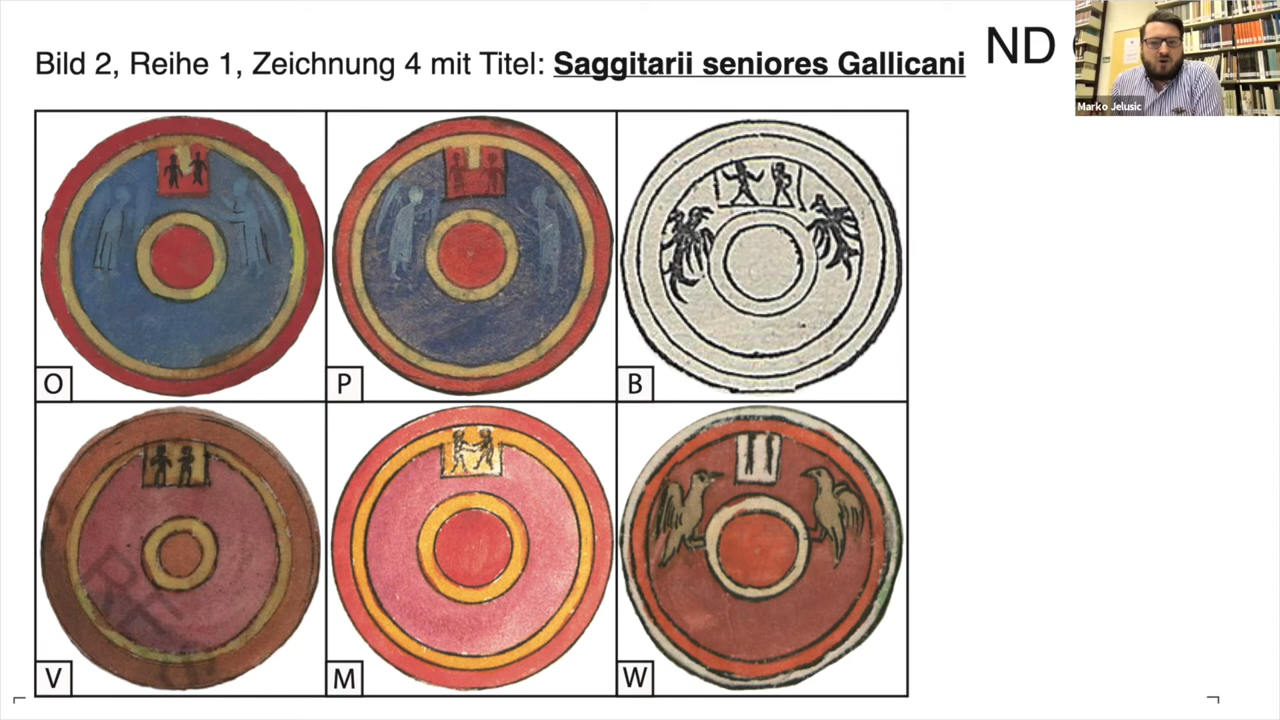 Bild 2, Reihe 1, Zeichnung 4 mit Titel: Saggitarii seniores Gallicani
ND
Marko Jelusic
O
P
B
V
M
W